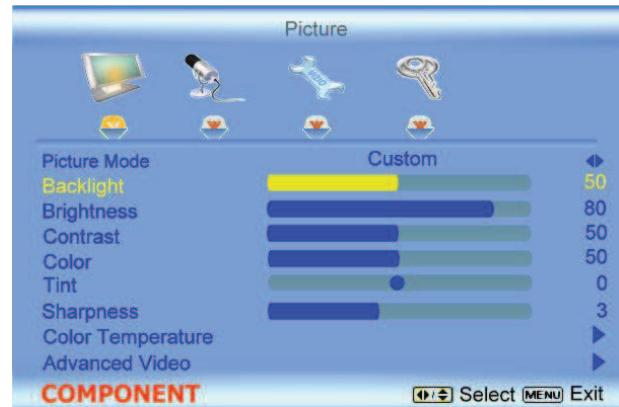 Picture
VIZIO
Picture Mode Custom
Backlight 50
Brightness 80
Contrast 50
Color 50
Tint 0
Sharpness 3
Color Temperature
Advanced Video
COMPONENT Select MENU Exit